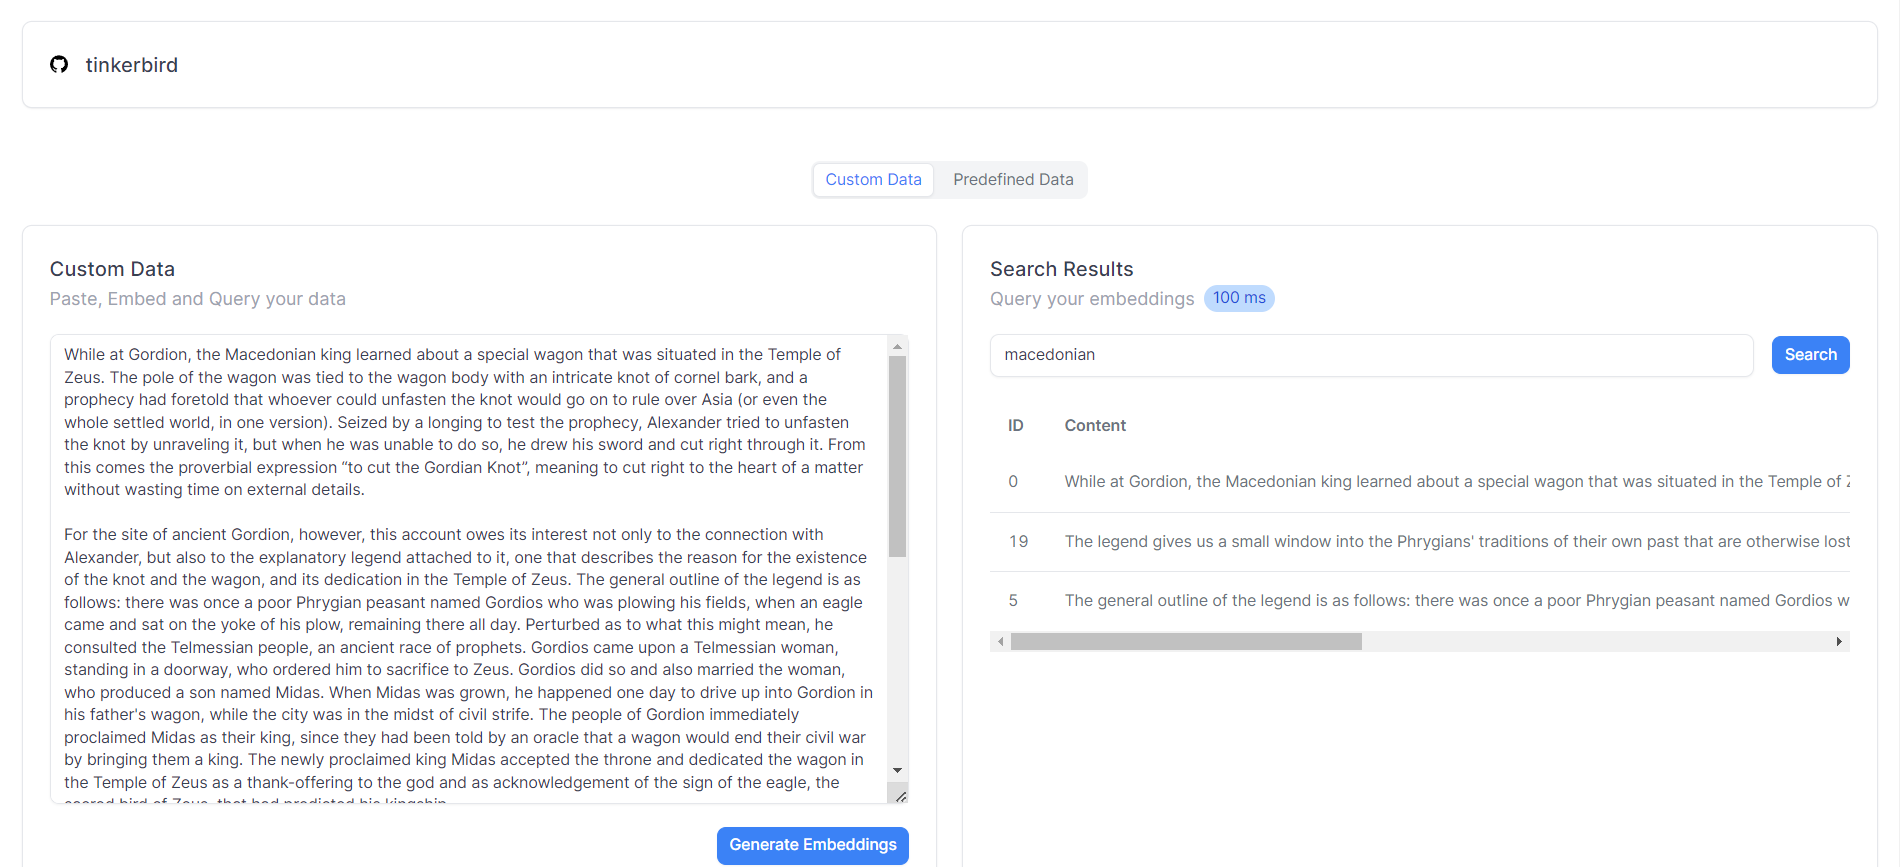 tinkerbird
Custom Data
Predefined Data
Custom Data
Paste, Embed and Query your data
While at Gordion, the Macedonian king learned about a special wagon that was situated in the Temple of
Zeus. The pole of the wagon was tied to the wagon body with an intricate knot of cornel bark, and a
prophecy had foretold that whoever could unfasten the knot would go on to rule over Asia (or even the
whole settled world, in one version). Seized by a longing to test the prophecy, Alexander tried to unfasten
the knot by unraveling it, but when he was unable to do so, he drew his sword and cut right through it. From
this comes the proverbial expression “to cut the Gordian Knot”, meaning to cut right to the heart of a matter
without wasting time on external details.
For the site of ancient Gordion, however, this account owes its interest not only to the connection with
Alexander, but also to the explanatory legend attached to it, one that describes the reason for the existence
of the knot and the wagon, and its dedication in the Temple of Zeus. The general outline of the legend is as
follows: there was once a poor Phrygian peasant named Gordios who was plowing his fields, when an eagle
came and sat on the yoke of his plow, remaining there all day. Perturbed as to what this might mean, he
consulted the Telmessian people, an ancient race of prophets. Gordios came upon a Telmessian woman,
standing in a doorway, who ordered him to sacrifice to Zeus. Gordios did so and also married the woman,
who produced a son named Midas. When Midas was grown, he happened one day to drive up into Gordion in
his father's wagon, while the city was in the midst of civil strife. The people of Gordion immediately
proclaimed Midas as their king, since they had been told by an oracle that a wagon would end their civil war
by bringing them a king. The newly proclaimed king Midas accepted the throne and dedicated the wagon in
the Temple of Zeus as a thank-offering to the god and as acknowledgement of the sign of the eagle, the
sacred bird of Zeus, that had predicted his kingship.
Generate Embeddings
Search Results
Query your embeddings 100 ms
macedonian
Search
ID Content
0 While at Gordion, the Macedonian king learned about a special wagon that was situated in the Temple of
19 The legend gives us a small window into the Phrygians' traditions of their own past that are otherwise lost
5 The general outline of the legend is as follows: there was once a poor Phrygian peasant named Gordios w